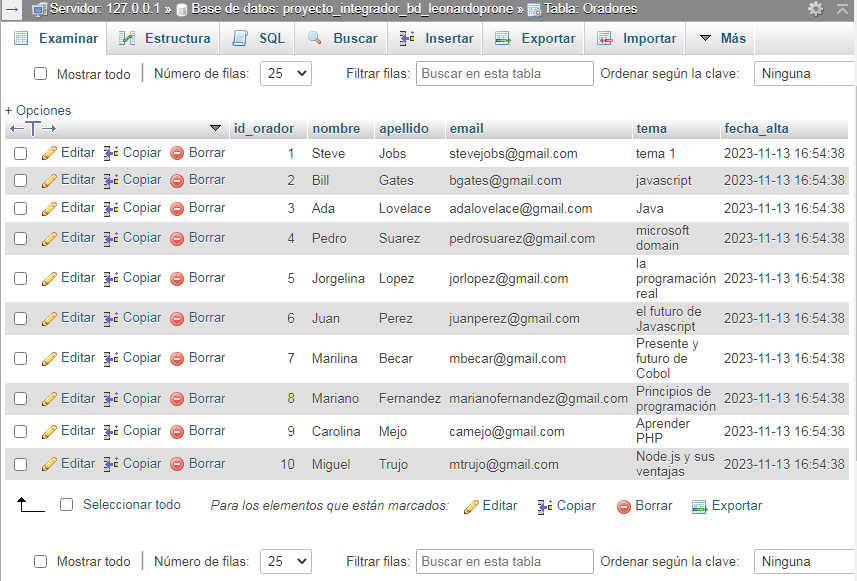 Servidor: 127.0.0.1 » Base de datos: proyecto_integrador_bd_leonardoprone » Tabla: Oradores
Examinar Estructura SQL Buscar Insertar Exportar Importar Más
Mostrar todo Número de filas: 25 Filtrar filas: Buscar en esta tabla Ordenar según la clave: Ninguna
+ Opciones
id_orador nombre apellido email tema fecha_alta
Editar Copiar Borrar 1 Steve Jobs stevejobs@gmail.com tema 1 2023-11-13 16:54:38
Editar Copiar Borrar 2 Bill Gates bgates@gmail.com javascript 2023-11-13 16:54:38
Editar Copiar Borrar 3 Ada Lovelace adalovelace@gmail.com Java 2023-11-13 16:54:38
Editar Copiar Borrar 4 Pedro Suarez pedrosuarez@gmail.com microsoft domain 2023-11-13 16:54:38
Editar Copiar Borrar 5 Jorgelina Lopez jorlopez@gmail.com la programación real 2023-11-13 16:54:38
Editar Copiar Borrar 6 Juan Perez juanperez@gmail.com el futuro de Javascript 2023-11-13 16:54:38
Editar Copiar Borrar 7 Marilina Becar mbecar@gmail.com Presente y futuro de Cobol 2023-11-13 16:54:38
Editar Copiar Borrar 8 Mariano Fernandez marianofernandez@gmail.com Principios de programación 2023-11-13 16:54:38
Editar Copiar Borrar 9 Carolina Mejo camejo@gmail.com Aprender PHP 2023-11-13 16:54:38
Editar Copiar Borrar 10 Miguel Trujo mtrujo@gmail.com Node.js y sus ventajas 2023-11-13 16:54:38
Seleccionar todo Para los elementos que están marcados: Editar Copiar Borrar Exportar
Mostrar todo Número de filas: 25 Filtrar filas: Buscar en esta tabla Ordenar según la clave: Ninguna